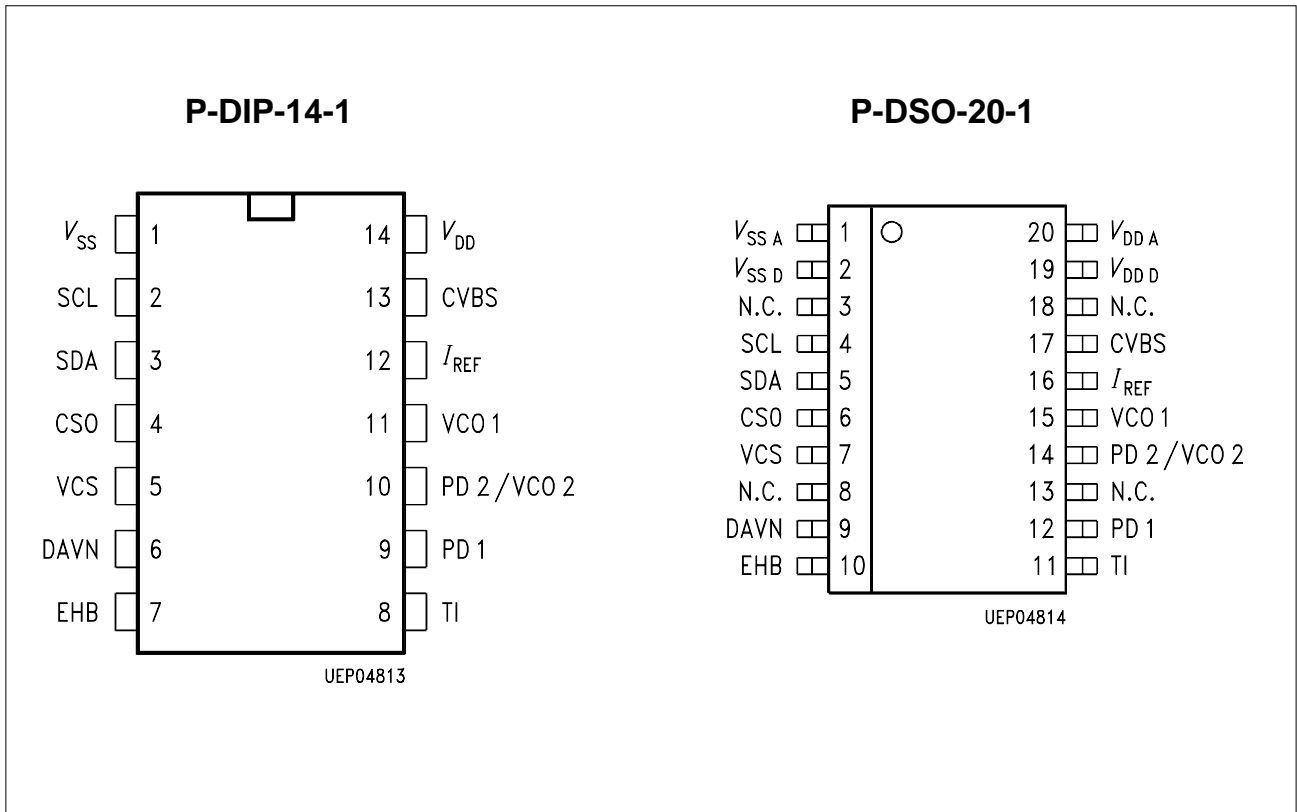 P-DIP-14-1
VSS 1 14 VDD
SCL 2 13 CVBS
SDA 3 12 IREF
CSO 4 11 VCO 1
VCS 5 10 PD 2/VCO 2
DAVN 6 9 PD 1
EHB 7 8 TI
UEP04813
P-DSO-20-1
VSS A 1 20 VDD A
VSS D 2 19 VDD D
N.C. 3 18 N.C.
SCL 4 17 CVBS
SDA 5 16 IREF
CSO 6 15 VCO 1
VCS 7 14 PD 2/VCO 2
N.C. 8 13 N.C.
DAVN 9 12 PD 1
EHB 10 11 TI
UEP04814